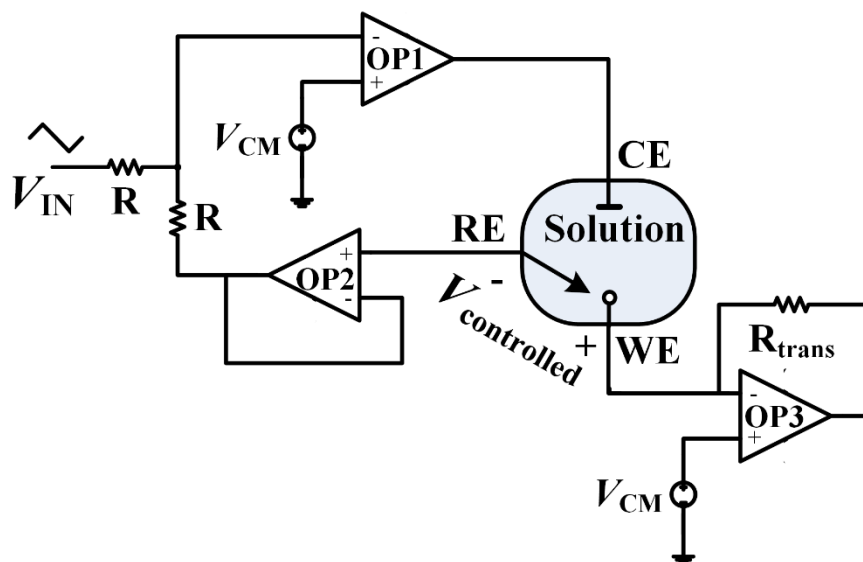 -
OP1
+
V_CM
CE
V_IN
R
R
RE
Solution
+
OP2
-
-
V_controlled
+
WE
R_trans
-
OP3
+
V_CM